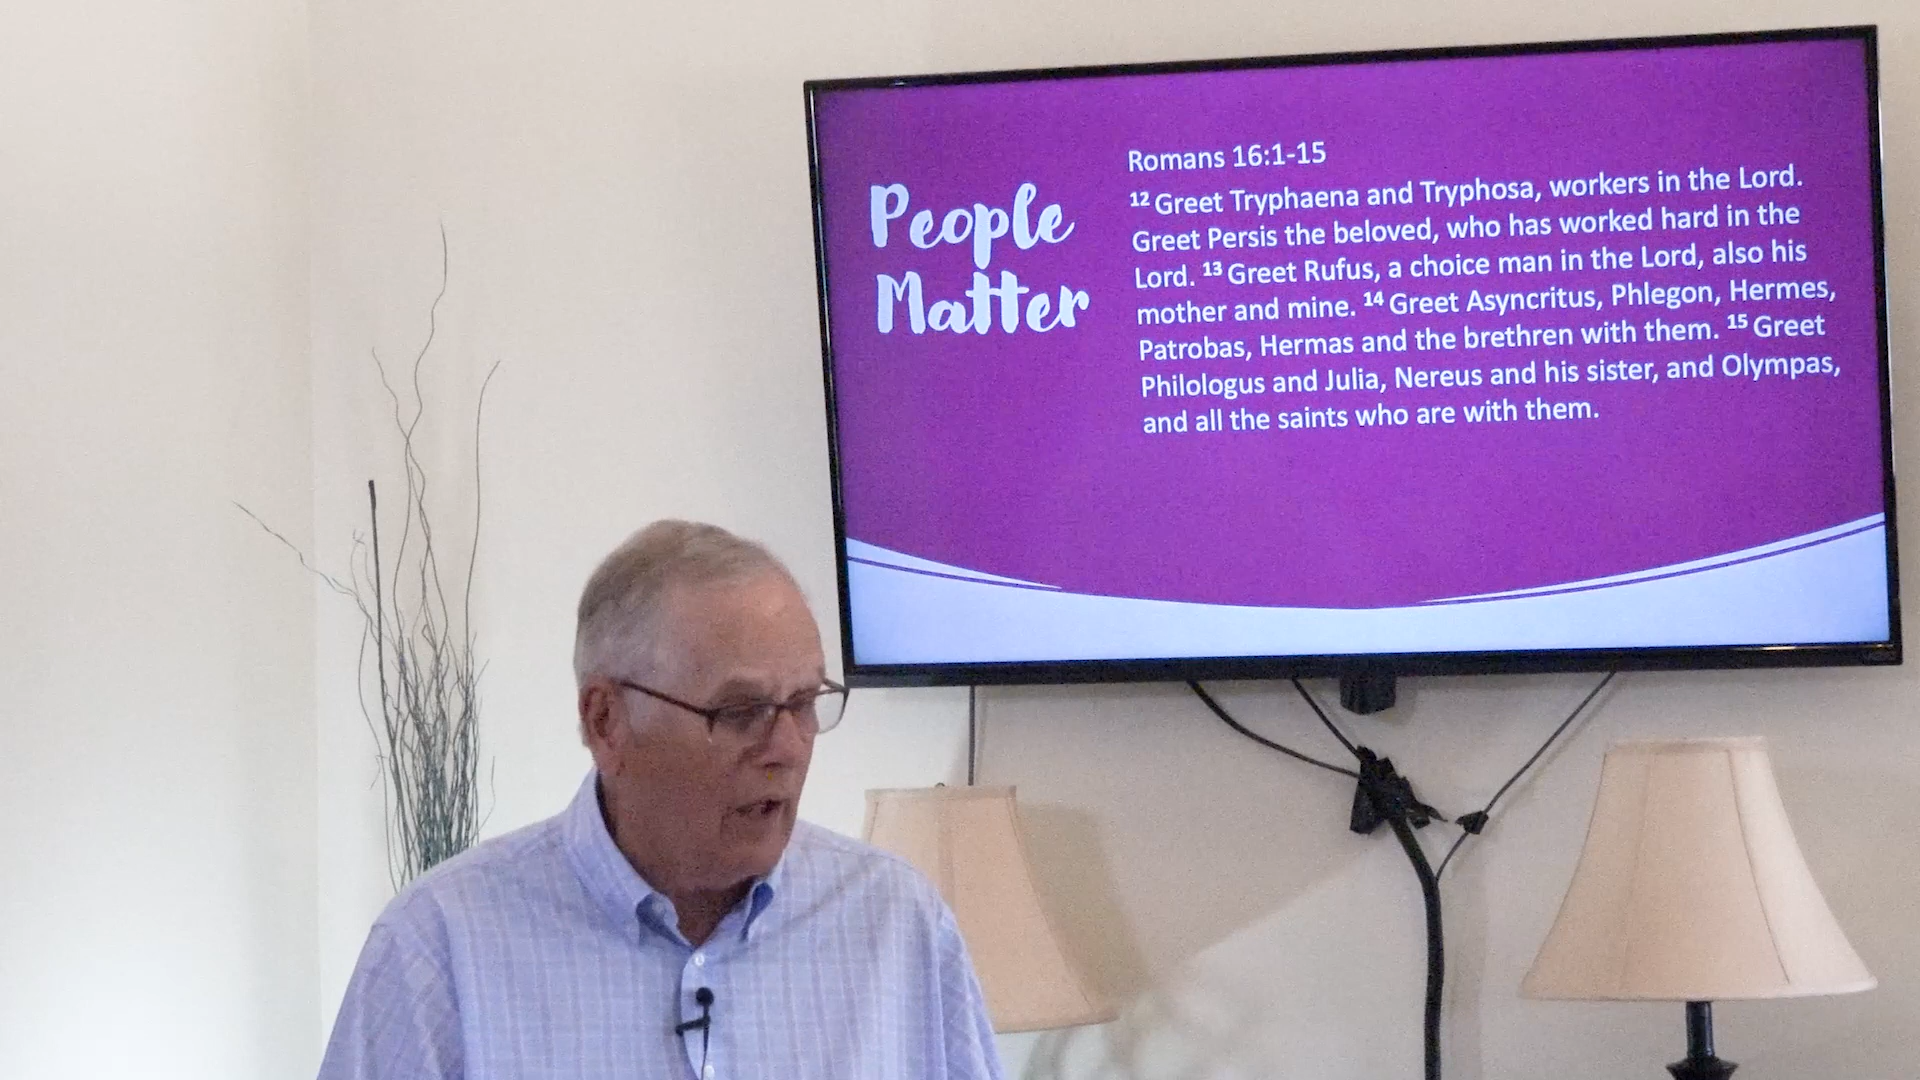 People
Matter
Romans 16:1-15
12 Greet Tryphaena and Tryphosa, workers in the Lord.
Greet Persis the beloved, who has worked hard in the
Lord. 13 Greet Rufus, a choice man in the Lord, also his
mother and mine. 14 Greet Asyncritus, Phlegon, Hermes,
Patrobas, Hermas and the brethren with them. 15 Greet
Philologus and Julia, Nereus and his sister, and Olympas,
and all the saints who are with them.